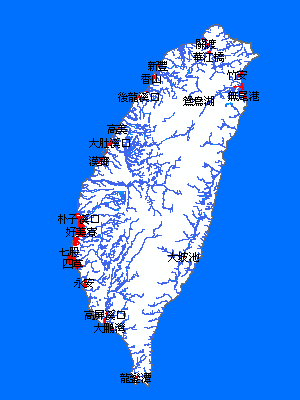 關渡
華江橋
新豐
香山
竹安
後龍溪口
無尾港
鴛鴦湖
高美
大肚溪口
漢寶
朴子溪口
好美寮
七股
四草
大坡池
永安
高屏溪口
大鵬灣
龍鑾潭